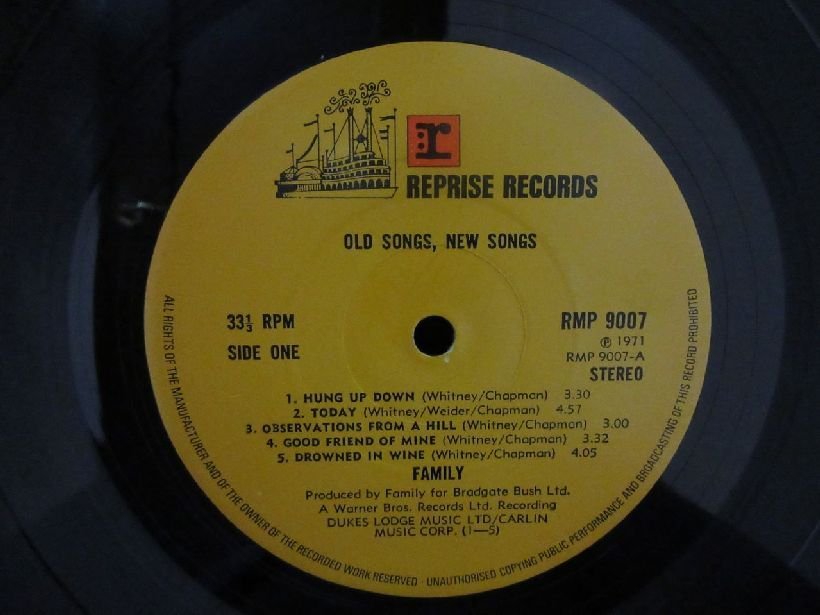 r:
REPRISE RECORDS
OLD SONGS, NEW SONGS
33⅓ RPM
SIDE ONE
RMP 9007
℗ 1971
RMP 9007-A
STEREO
1. HUNG UP DOWN (Whitney/Chapman) 3.30
2. TODAY (Whitney/Weider/Chapman) 4.57
3. OBSERVATIONS FROM A HILL (Whitney/Chapman) 3.00
4. GOOD FRIEND OF MINE (Whitney/Chapman) 3.32
5. DROWNED IN WINE (Whitney/Chapman) 4.05
FAMILY
Produced by Family for Bradgate Bush Ltd.
A Warner Bros. Records Ltd. Recording
DUKES LODGE MUSIC LTD/CARLIN
MUSIC CORP. (1—5)
ALL RIGHTS OF THE MANUFACTURER AND OF THE OWNER OF THE RECORDED WORK RESERVED · UNAUTHORISED COPYING PUBLIC PERFORMANCE AND BROADCASTING OF THIS RECORD PROHIBITED